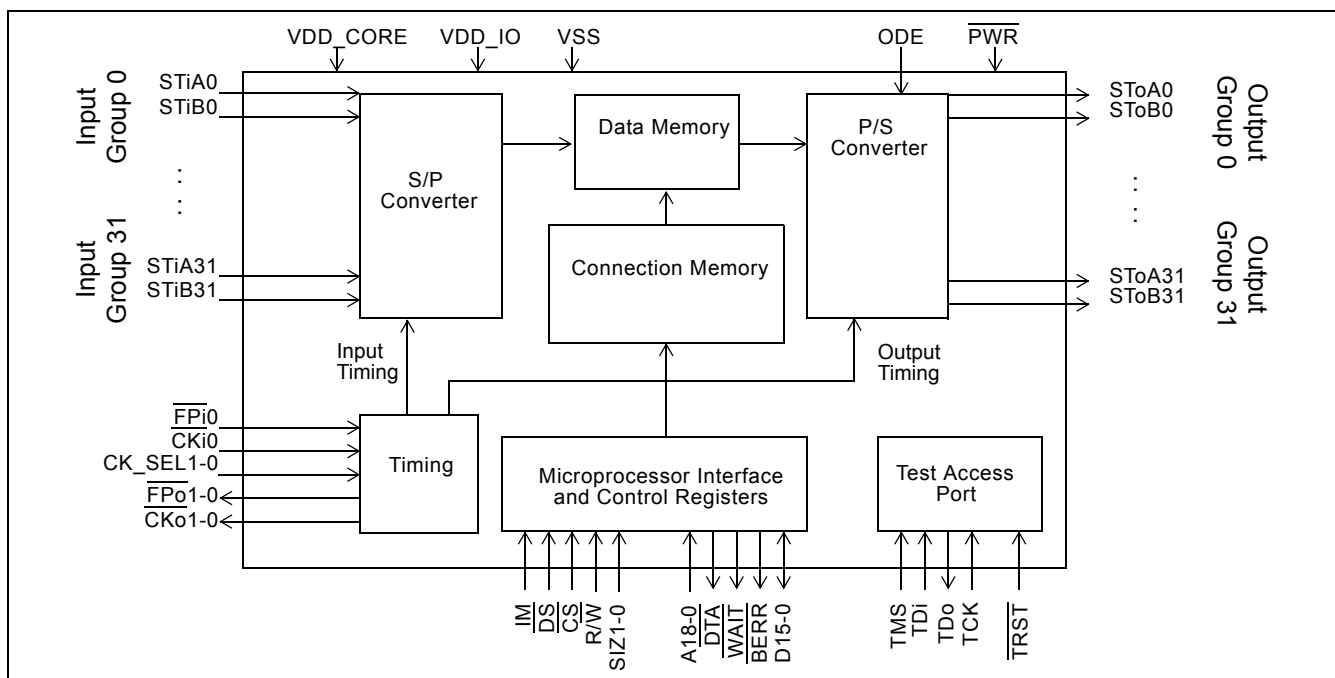 VDD_CORE
VDD_IO
VSS
ODE
PWR
Input
Group 0
STiA0
STiB0
S/P
Converter
Data Memory
P/S
Converter
SToA0
SToB0
Output
Group 0
Input
Group 31
STiA31
STiB31
Connection Memory
SToA31
SToB31
Output
Group 31
Input
Timing
Output
Timing
FPi0
CKi0
CK_SEL1-0
FPo1-0
CKo1-0
Timing
Microprocessor Interface
and Control Registers
Test Access
Port
IM
DS
CS
R/W
SIZ1-0
A18-0
DTA
WAIT
BERR
D15-0
TMS
TDi
TDo
TCK
TRST